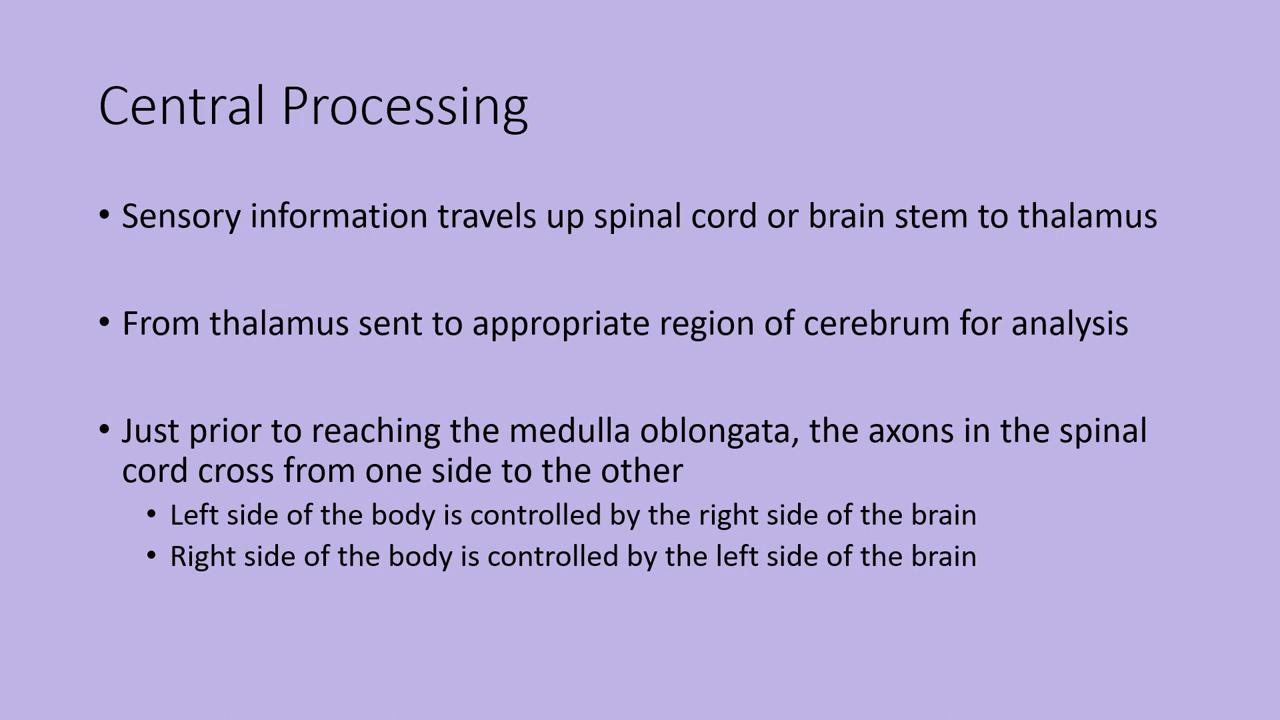 Central Processing
• Sensory information travels up spinal cord or brain stem to thalamus
• From thalamus sent to appropriate region of cerebrum for analysis
• Just prior to reaching the medulla oblongata, the axons in the spinal
cord cross from one side to the other
• Left side of the body is controlled by the right side of the brain
• Right side of the body is controlled by the left side of the brain